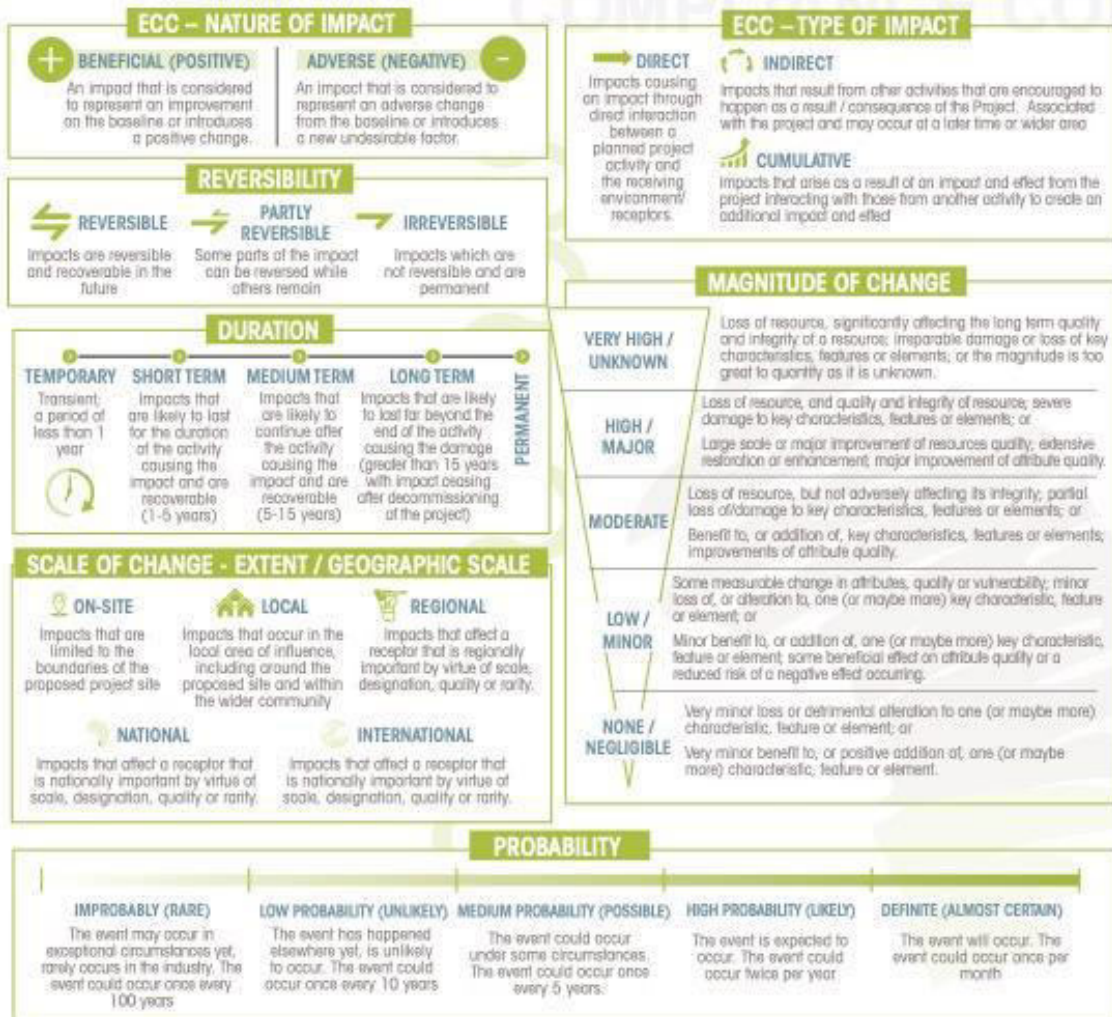 ECC – NATURE OF IMPACT
BENEFICIAL (POSITIVE)
An impact that is considered
to represent an improvement
on the baseline or introduces
a positive change.
ADVERSE (NEGATIVE)
An impact that is considered to
represent an adverse change
from the baseline or introduces
a new undesirable factor.
ECC – TYPE OF IMPACT
DIRECT
Impacts causing
an impact through
direct interaction
between a
planned project
activity and
the receiving
environment/
receptors.
INDIRECT
Impacts that result from other activities that are encouraged to
happen as a result / consequence of the Project. Associated
with the project and may occur at a later time or wider area
CUMULATIVE
Impacts that arise as a result of an impact and effect from the
project interacting with those from another activity to create an
additional impact and effect
REVERSIBILITY
REVERSIBLE
Impacts are reversible
and recoverable in the
future
PARTLY
REVERSIBLE
Some parts of the impact
can be reversed while
others remain
IRREVERSIBLE
Impacts which are
not reversible and are
permanent
DURATION
TEMPORARY
Transient;
a period of
less than 1
year
SHORT TERM
Impacts that
are likely to last
for the duration
of the activity
causing the
impact and are
recoverable
(1-5 years)
MEDIUM TERM
Impacts that
are likely to
continue after
the activity
causing the
impact and are
recoverable
(5-15 years)
LONG TERM
Impacts that are likely
to last far beyond the
end of the activity
causing the damage
(greater than 15 years
with impact ceasing
after decommissioning
of the project)
PERMANENT
MAGNITUDE OF CHANGE
VERY HIGH /
UNKNOWN
Loss of resource, significantly affecting the long term quality
and integrity of a resource; irreparable damage or loss of key
characteristics, features or elements; or the magnitude is too
great to quantify as it is unknown.
HIGH /
MAJOR
Loss of resource, and quality and integrity of resource; severe
damage to key characteristics, features or elements; or
Large scale or major improvement of resources quality; extensive
restoration or enhancement; major improvement of attribute quality.
MODERATE
Loss of resource, but not adversely affecting its integrity; partial
loss of/damage to key characteristics, features or elements; or
Benefit to, or addition of, key characteristics, features or elements;
improvements of attribute quality.
LOW /
MINOR
Some measurable change in attributes, quality or vulnerability; minor
loss of, or alteration to, one (or maybe more) key characteristic, feature
or element; or
Minor benefit to, or addition of, one (or maybe more) key characteristic,
feature or element; some beneficial effect on attribute quality or a
reduced risk of a negative effect occurring.
NONE /
NEGLIGIBLE
Very minor loss or detrimental alteration to one (or maybe more)
characteristic, feature or element; or
Very minor benefit to, or positive addition of, one (or maybe
more) characteristic, feature or element.
SCALE OF CHANGE - EXTENT / GEOGRAPHIC SCALE
ON-SITE
Impacts that are
limited to the
boundaries of the
proposed project site
LOCAL
Impacts that occur in the
local area of influence,
including around the
proposed site and within
the wider community
REGIONAL
Impacts that affect a
receptor that is regionally
important by virtue of scale,
designation, quality or rarity.
NATIONAL
Impacts that affect a receptor that
is nationally important by virtue of
scale, designation, quality or rarity.
INTERNATIONAL
Impacts that affect a receptor that
is nationally important by virtue of
scale, designation, quality or rarity.
PROBABILITY
IMPROBABLY (RARE)
The event may occur in
exceptional circumstances yet,
rarely occurs in the industry. The
event could occur once every
100 years
LOW PROBABILITY (UNLIKELY)
The event has happened
elsewhere yet, is unlikely
to occur. The event could
occur once every 10 years
MEDIUM PROBABILITY (POSSIBLE)
The event could occur
under some circumstances.
The event could occur once
every 5 years.
HIGH PROBABILITY (LIKELY)
The event is expected to
occur. The event could
occur twice per year
DEFINITE (ALMOST CERTAIN)
The event will occur. The
event could occur once per
month